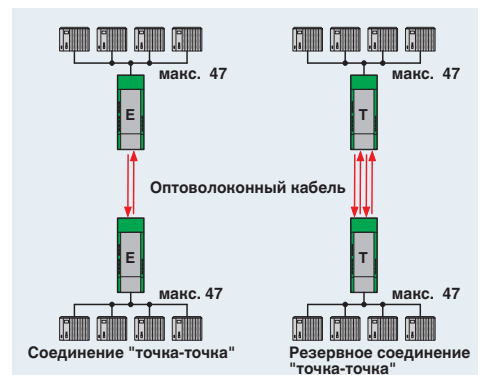 макс. 47
макс. 47
E
T
Оптоволоконный кабель
E
T
макс. 47
макс. 47
Соединение "точка-точка"
Резервное соединение
"точка-точка"